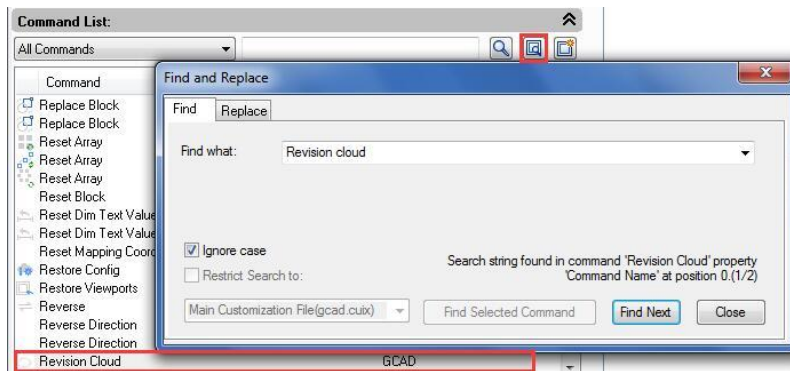 Command List:
All Commands
Command
Replace Block
Replace Block
Reset Array
Reset Array
Reset Array
Reset Block
Reset Dim Text Value
Reset Dim Text Value
Reset Mapping Coord
Restore Config
Restore Viewports
Reverse
Reverse Direction
Reverse Direction
Revision Cloud GCAD
Find and Replace
Find Replace
Find what: Revision cloud
Ignore case
Restrict Search to:
Search string found in command 'Revision Cloud' property
'Command Name' at position 0.(1/2)
Main Customization File(gcad.cuix) Find Selected Command Find Next Close